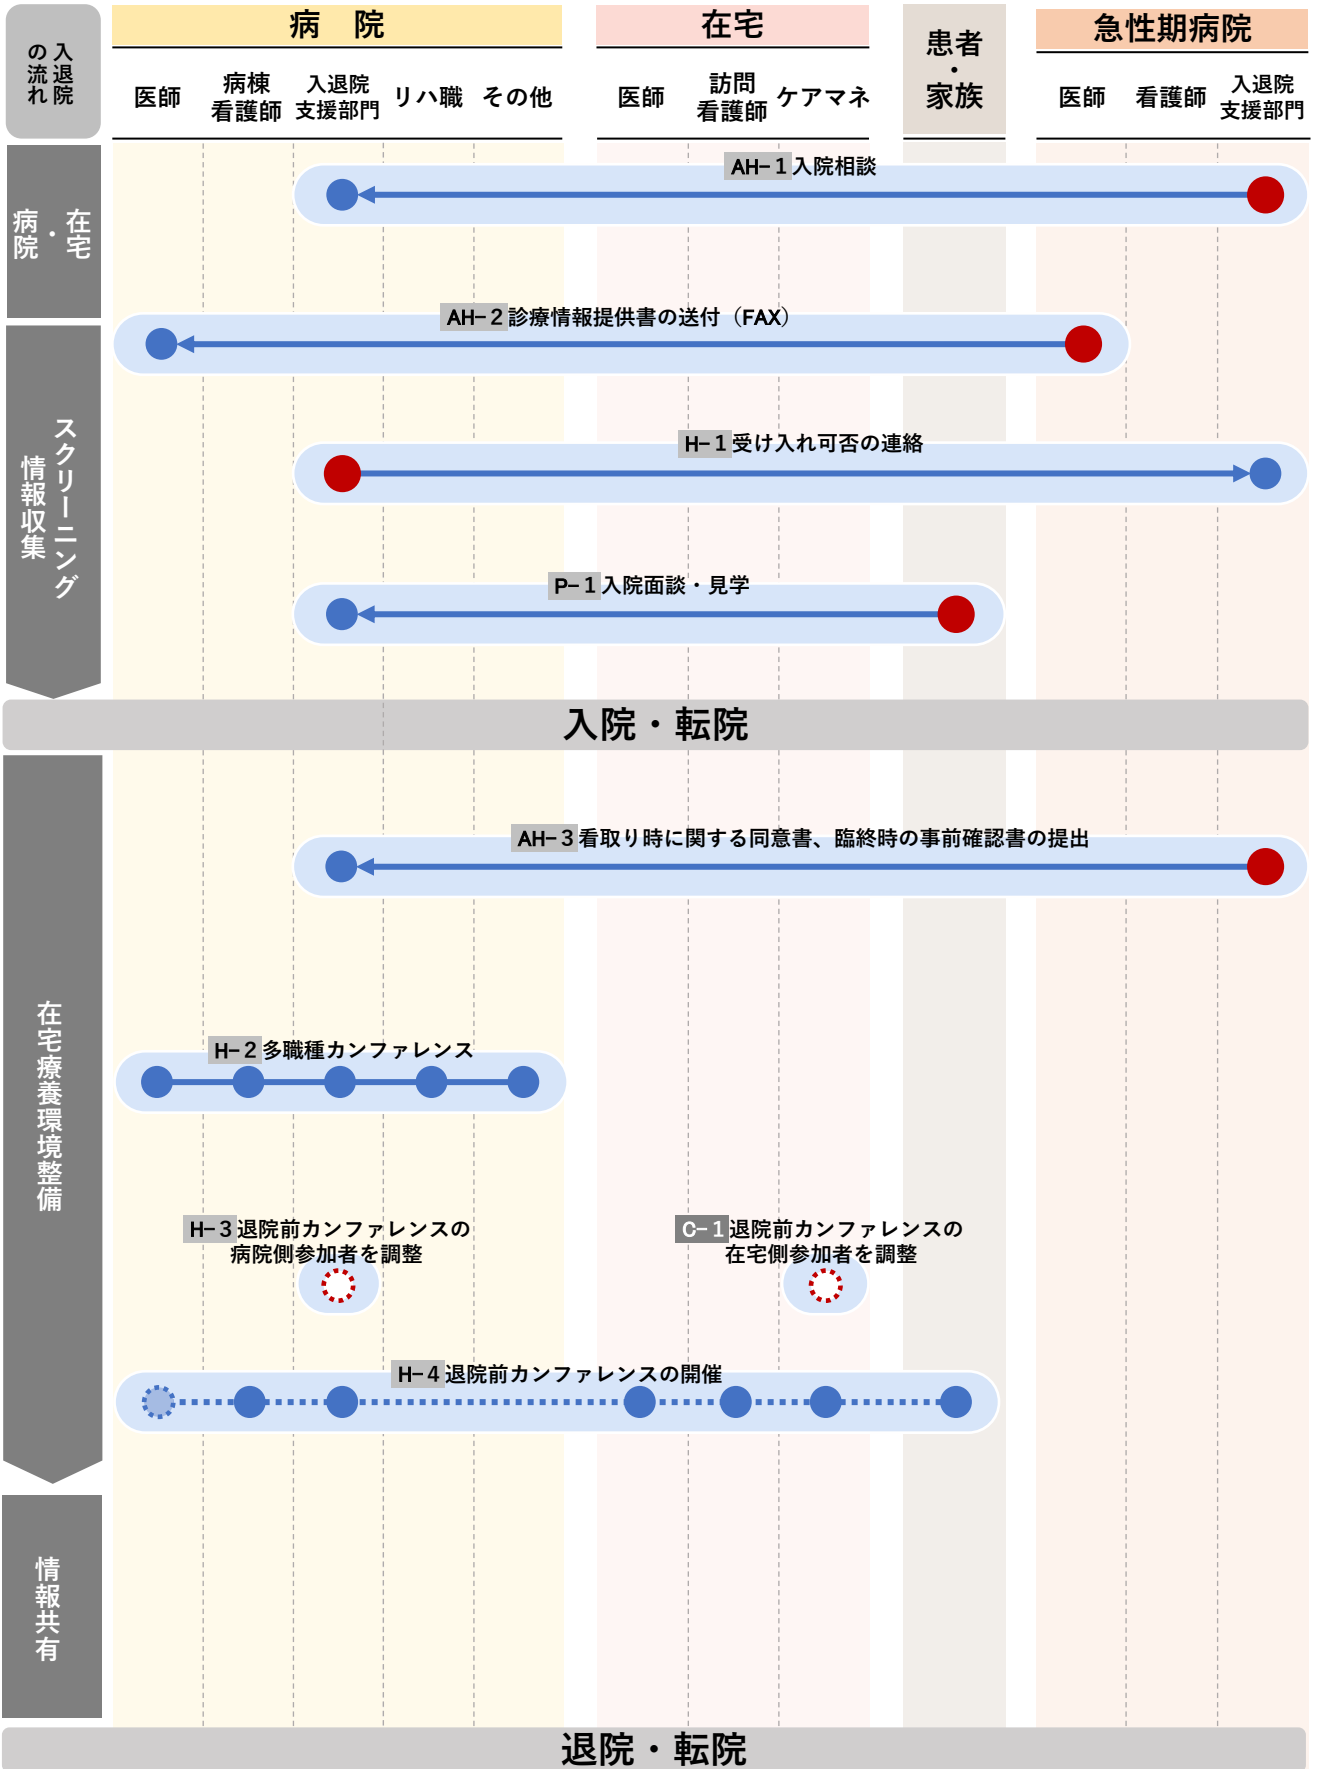 入退院
の流れ
病　院
在宅
患者
・
家族
急性期病院
医師
病棟
看護師
入退院
支援部門
リハ職
その他
医師
訪問
看護師
ケアマネ
医師
看護師
入退院
支援部門
在宅
・
病院
AH−１入院相談
AH−２診療情報提供書の送付（FAX）
スクリーニング
情報収集
H−１受け入れ可否の連絡
P−１入院面談・見学
入院・転院
在宅療養環境整備
AH−３看取り時に関する同意書、臨終時の事前確認書の提出
H−２多職種カンファレンス
H−３退院前カンファレンスの
病院側参加者を調整
C−１退院前カンファレンスの
在宅側参加者を調整
H−４退院前カンファレンスの開催
情報共有
退院・転院